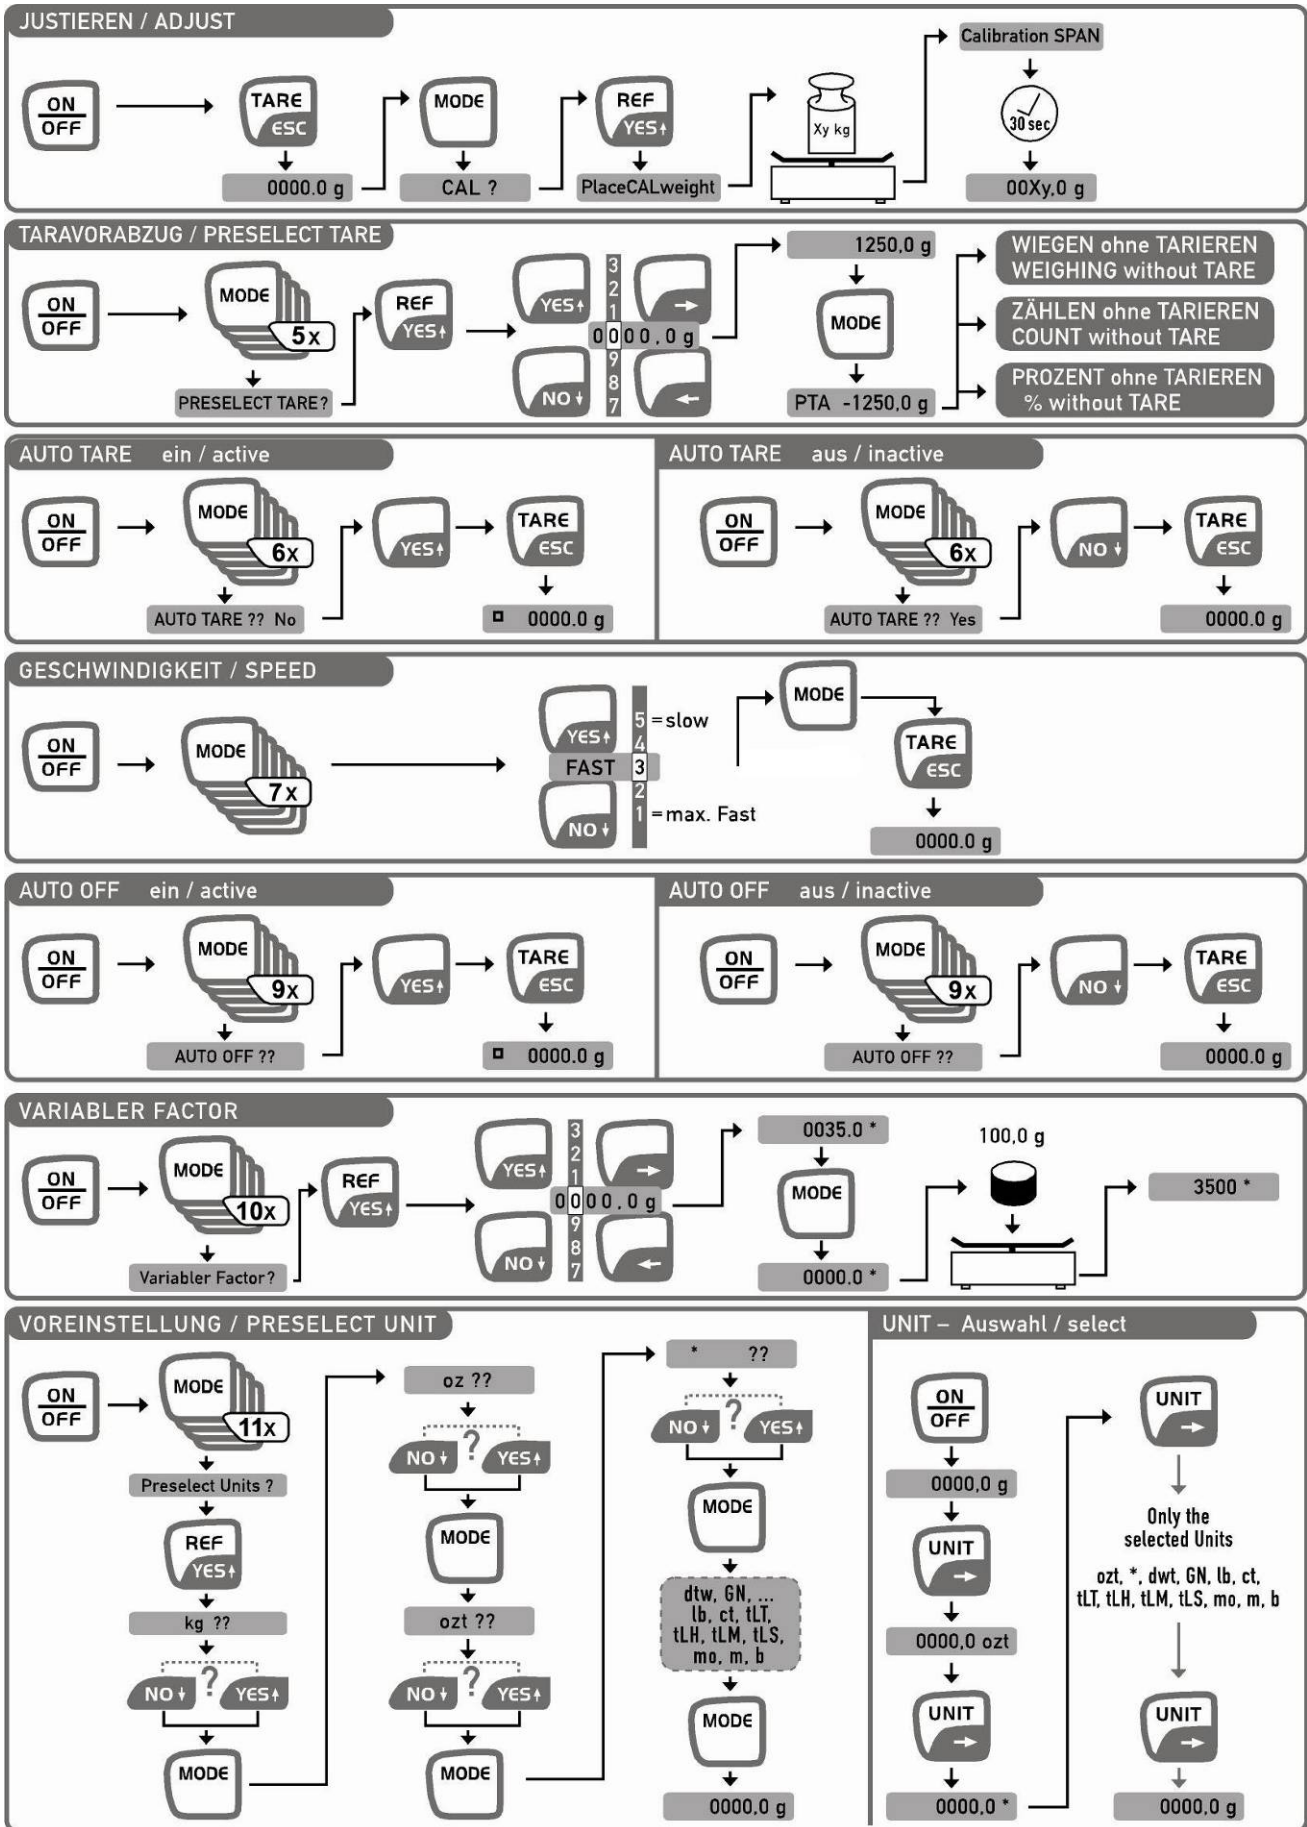 JUSTIEREN / ADJUST
ON
OFF
TARE
ESC
0000.0 g
MODE
CAL ?
REF
YES↑
PlaceCALweight
Xy kg
Calibration SPAN
30 sec
00Xy,0 g
TARAVORABZUG / PRESELECT TARE
ON
OFF
MODE
5x
PRESELECT TARE?
REF
YES↑
YES↑
→
3
2
1
0000,0 g
9
8
7
NO↓
←
1250,0 g
MODE
PTA -1250,0 g
WIEGEN ohne TARIEREN
WEIGHING without TARE
ZÄHLEN ohne TARIEREN
COUNT without TARE
PROZENT ohne TARIEREN
% without TARE
AUTO TARE ein / active
ON
OFF
MODE
6x
AUTO TARE ?? No
YES↑
TARE
ESC
0000.0 g
AUTO TARE aus / inactive
ON
OFF
MODE
6x
AUTO TARE ?? Yes
NO↓
TARE
ESC
0000.0 g
GESCHWINDIGKEIT / SPEED
ON
OFF
MODE
7x
YES↑
5 = slow
4
FAST 3
2
1 = max. Fast
NO↓
MODE
TARE
ESC
0000.0 g
AUTO OFF ein / active
ON
OFF
MODE
9x
AUTO OFF ??
YES↑
TARE
ESC
0000.0 g
AUTO OFF aus / inactive
ON
OFF
MODE
9x
AUTO OFF ??
NO↓
TARE
ESC
0000.0 g
VARIABLER FACTOR
ON
OFF
MODE
10x
Variabler Factor?
REF
YES↑
YES↑
→
3
2
1
0000,0 g
9
8
7
NO↓
←
0035.0 *
MODE
0000.0 *
100,0 g
3500 *
VOREINSTELLUNG / PRESELECT UNIT
ON
OFF
MODE
11x
Preselect Units ?
REF
YES↑
kg ??
NO↓ ? YES↑
MODE
oz ??
NO↓ ? YES↑
MODE
ozt ??
NO↓ ? YES↑
MODE
* ??
NO↓ ? YES↑
MODE
dtw, GN, ...
lb, ct, tLT,
tLH, tLM, tLS,
mo, m, b
MODE
0000,0 g
UNIT – Auswahl / select
ON
OFF
0000,0 g
UNIT
→
0000,0 ozt
UNIT
→
0000,0 *
UNIT
→
Only the
selected Units
ozt, *, dwt, GN, lb, ct,
tLT, tLH, tLM, tLS, mo, m, b
UNIT
→
0000,0 g